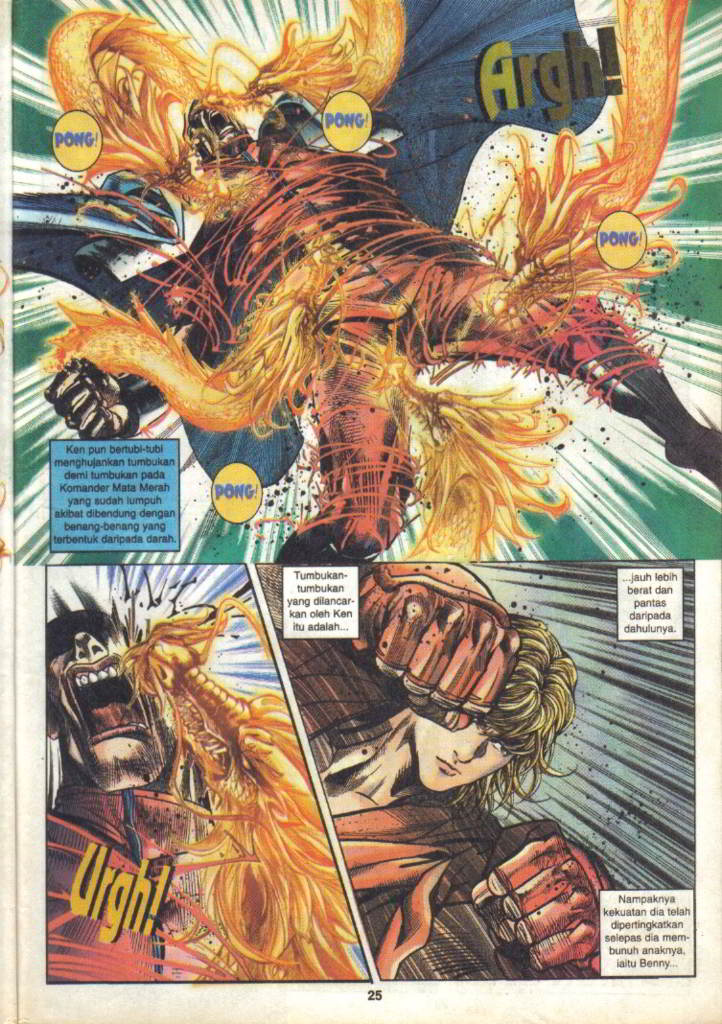 Argh!
PONG!
PONG!
PONG!
Ken pun bertubi-tubi
menghujankan tumbukan
demi tumbukan pada
Komander Mata Merah
yang sudah lumpuh
akibat dibendung dengan
benang-benang yang
terbentuk daripada darah.
PONG!
Urgh!
Tumbukan-
tumbukan
yang dilancar-
kan oleh Ken
itu adalah...
...jauh lebih
berat dan
pantas
daripada
dahulunya.
Nampaknya
kekuatan dia telah
dipertingkatkan
selepas dia mem-
bunuh anaknya,
iaitu Benny...
25